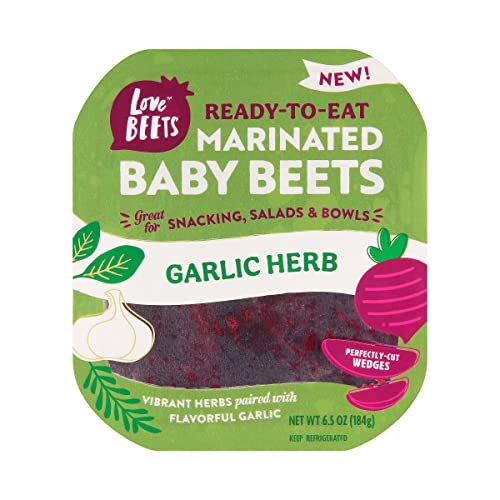 Love™
BEETS
NEW!
READY-TO-EAT
MARINATED
BABY BEETS
Great for SNACKING, SALADS & BOWLS
GARLIC HERB
PERFECTLY-CUT
WEDGES
VIBRANT HERBS paired with
FLAVORFUL GARLIC
NET WT 6.5 OZ (184g)
KEEP REFRIGERATED